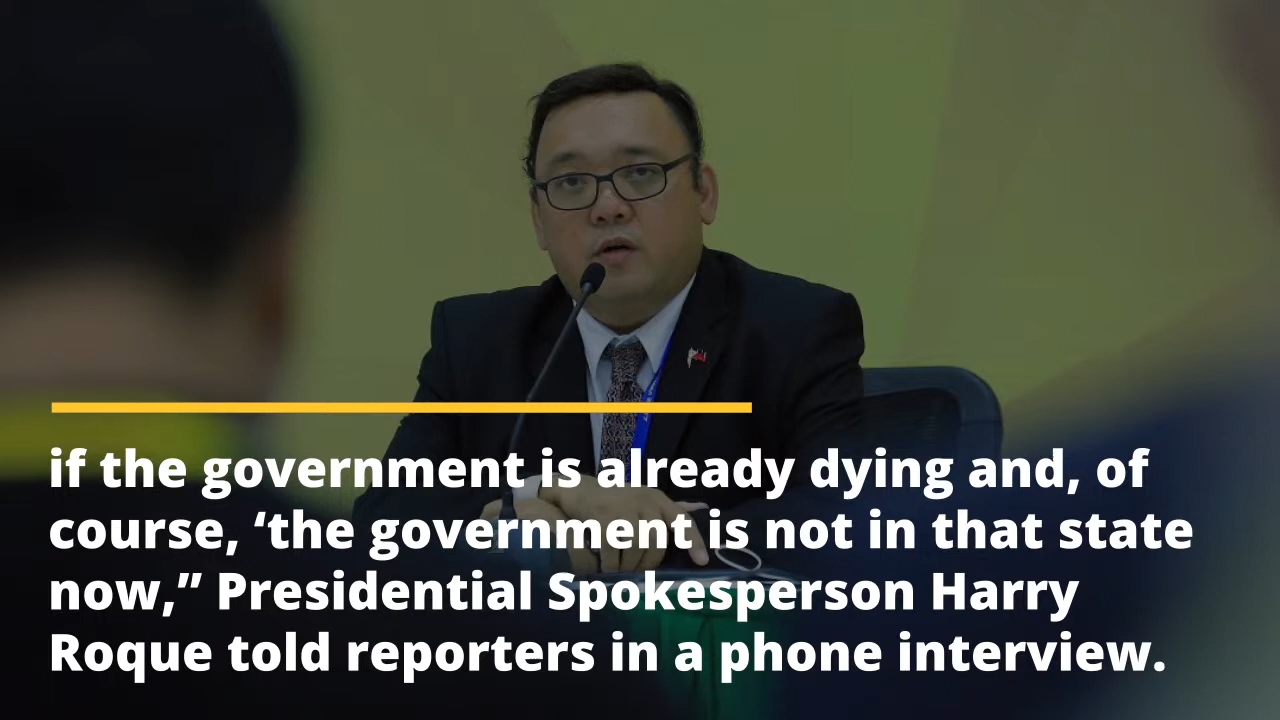 if the government is already dying and, of
course, ‘the government is not in that state
now,” Presidential Spokesperson Harry
Roque told reporters in a phone interview.